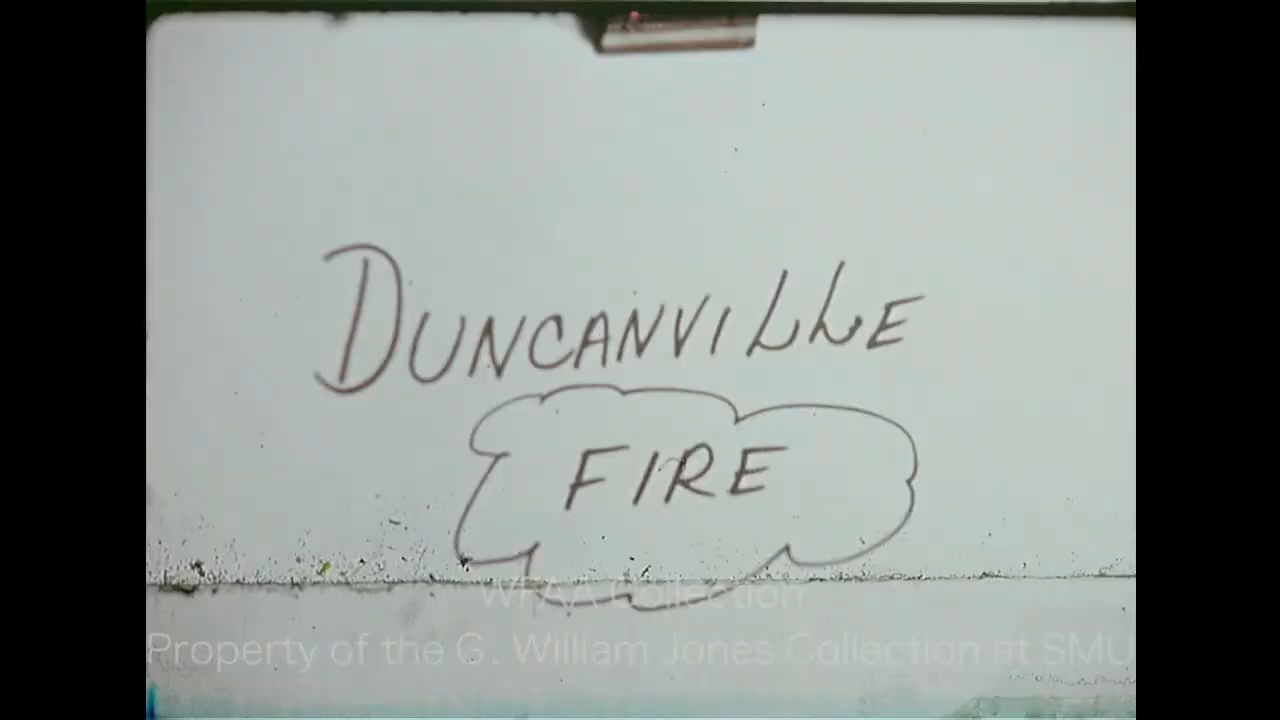 DUNCANVILLE
FIRE
WFAA Collection
Property of the G. William Jones Collection at SMU